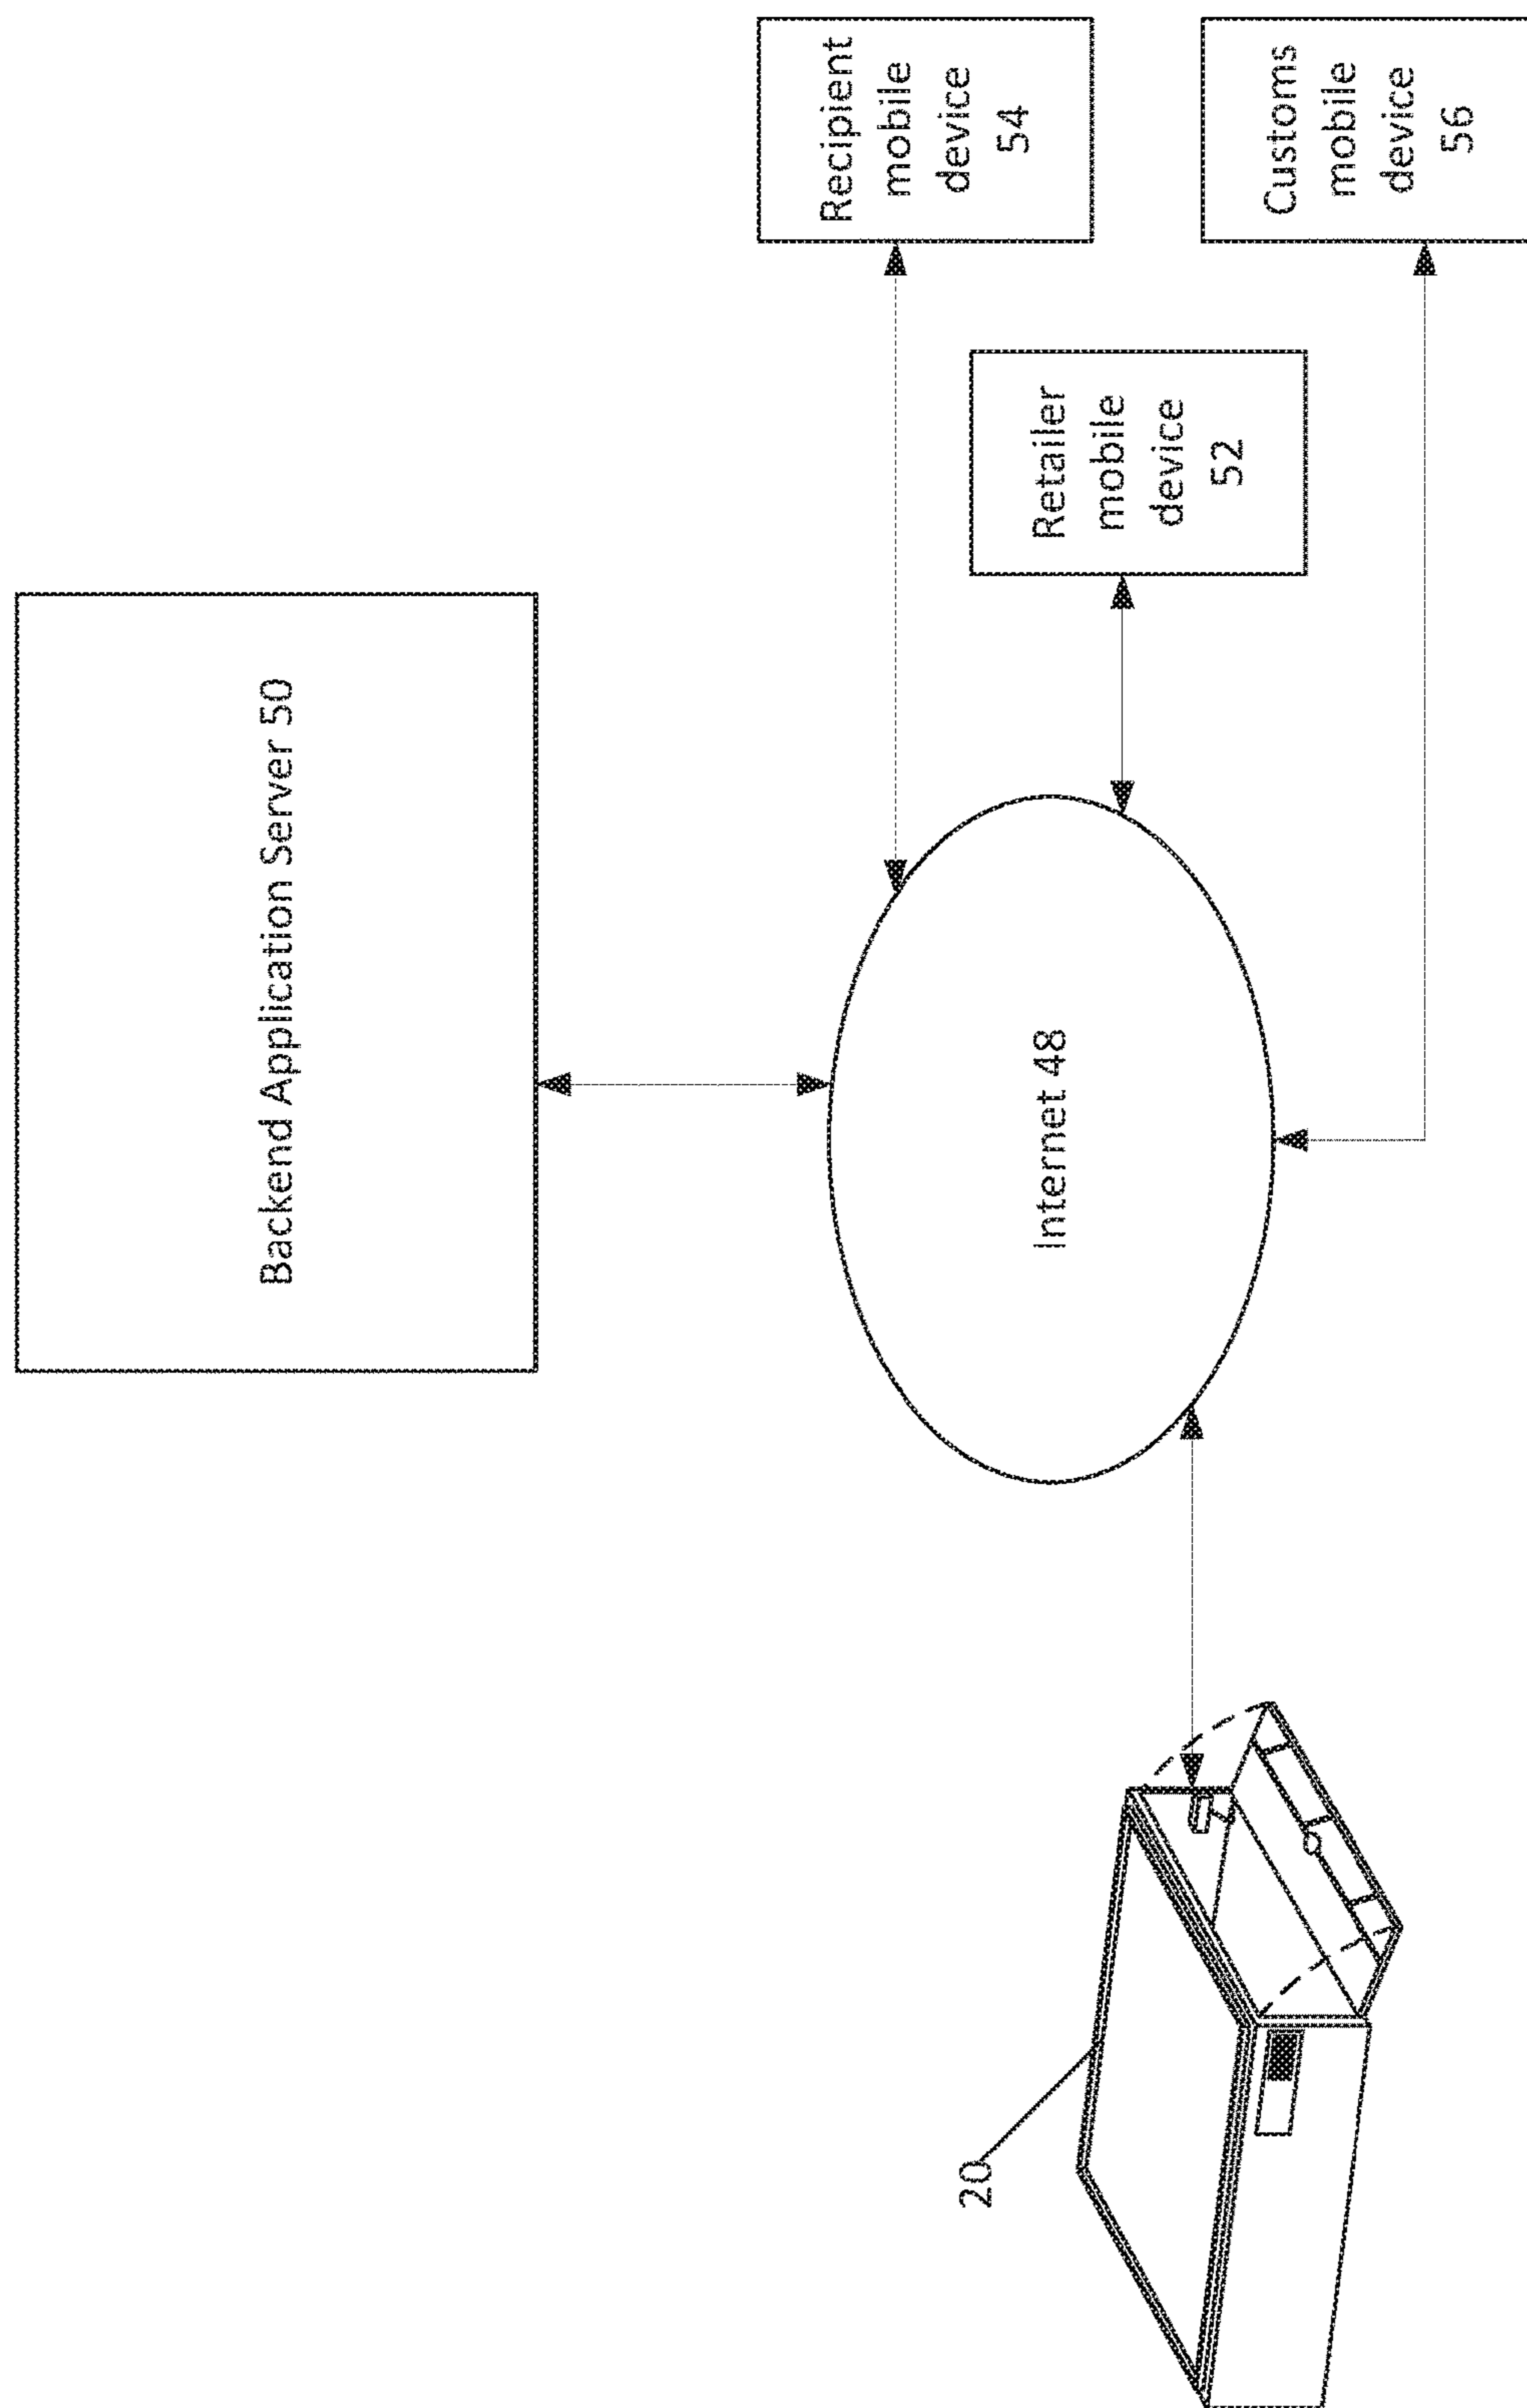 Backend Application Server 50
Internet 48
Recipient
mobile
device
54
Retailer
mobile
device
52
Customs
mobile
device
56
20